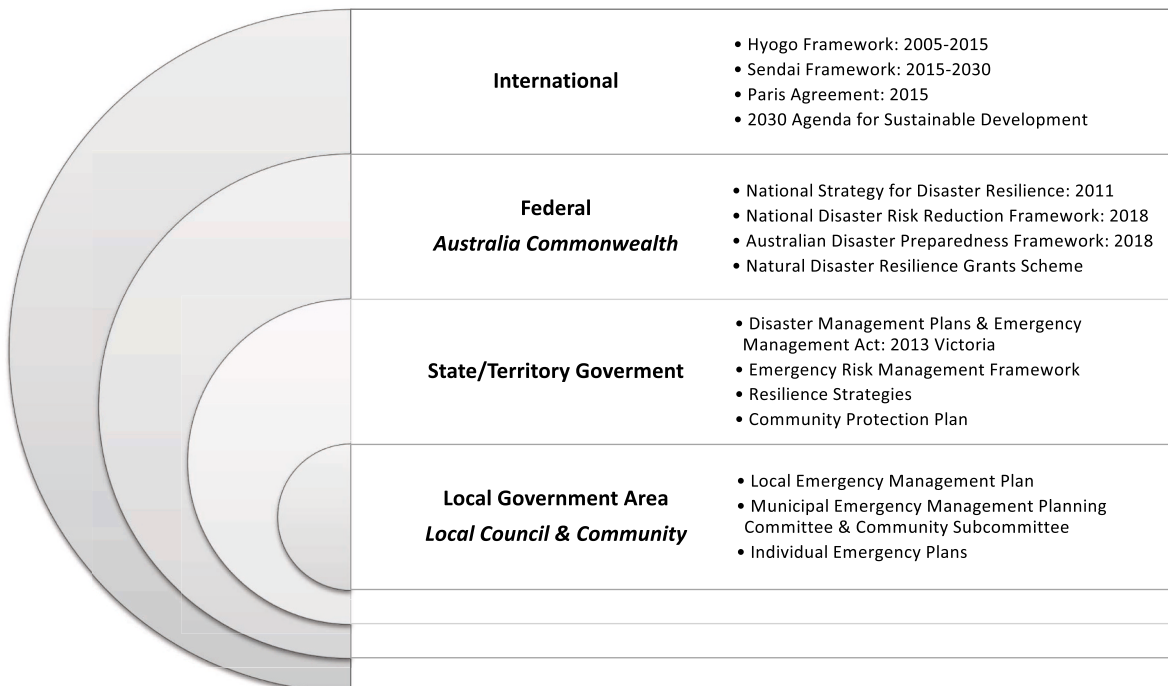 International
• Hyogo Framework: 2005-2015
• Sendai Framework: 2015-2030
• Paris Agreement: 2015
• 2030 Agenda for Sustainable Development
Federal
Australia Commonwealth
• National Strategy for Disaster Resilience: 2011
• National Disaster Risk Reduction Framework: 2018
• Australian Disaster Preparedness Framework: 2018
• Natural Disaster Resilience Grants Scheme
State/Territory Goverment
• Disaster Management Plans & Emergency
Management Act: 2013 Victoria
• Emergency Risk Management Framework
• Resilience Strategies
• Community Protection Plan
Local Government Area
Local Council & Community
• Local Emergency Management Plan
• Municipal Emergency Management Planning
Committee & Community Subcommittee
• Individual Emergency Plans